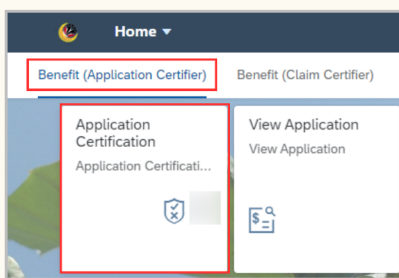 Home
Benefit (Application Certifier) Benefit (Claim Certifier)
Application
Certification
Application Certificati...
View Application
View Application